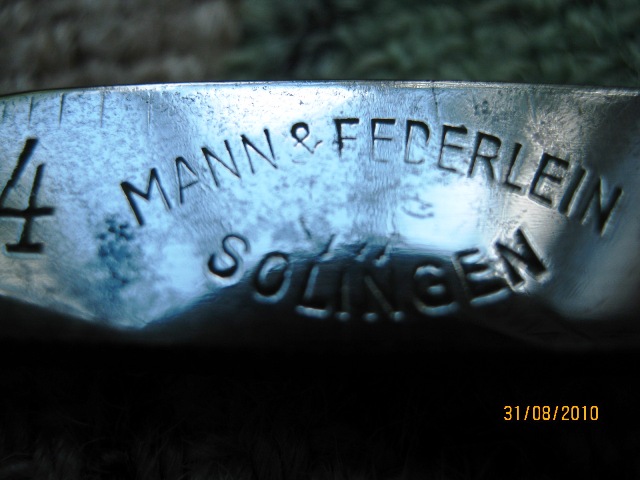 4
MANN & FEDERLEIN
SOLINGEN
31/08/2010